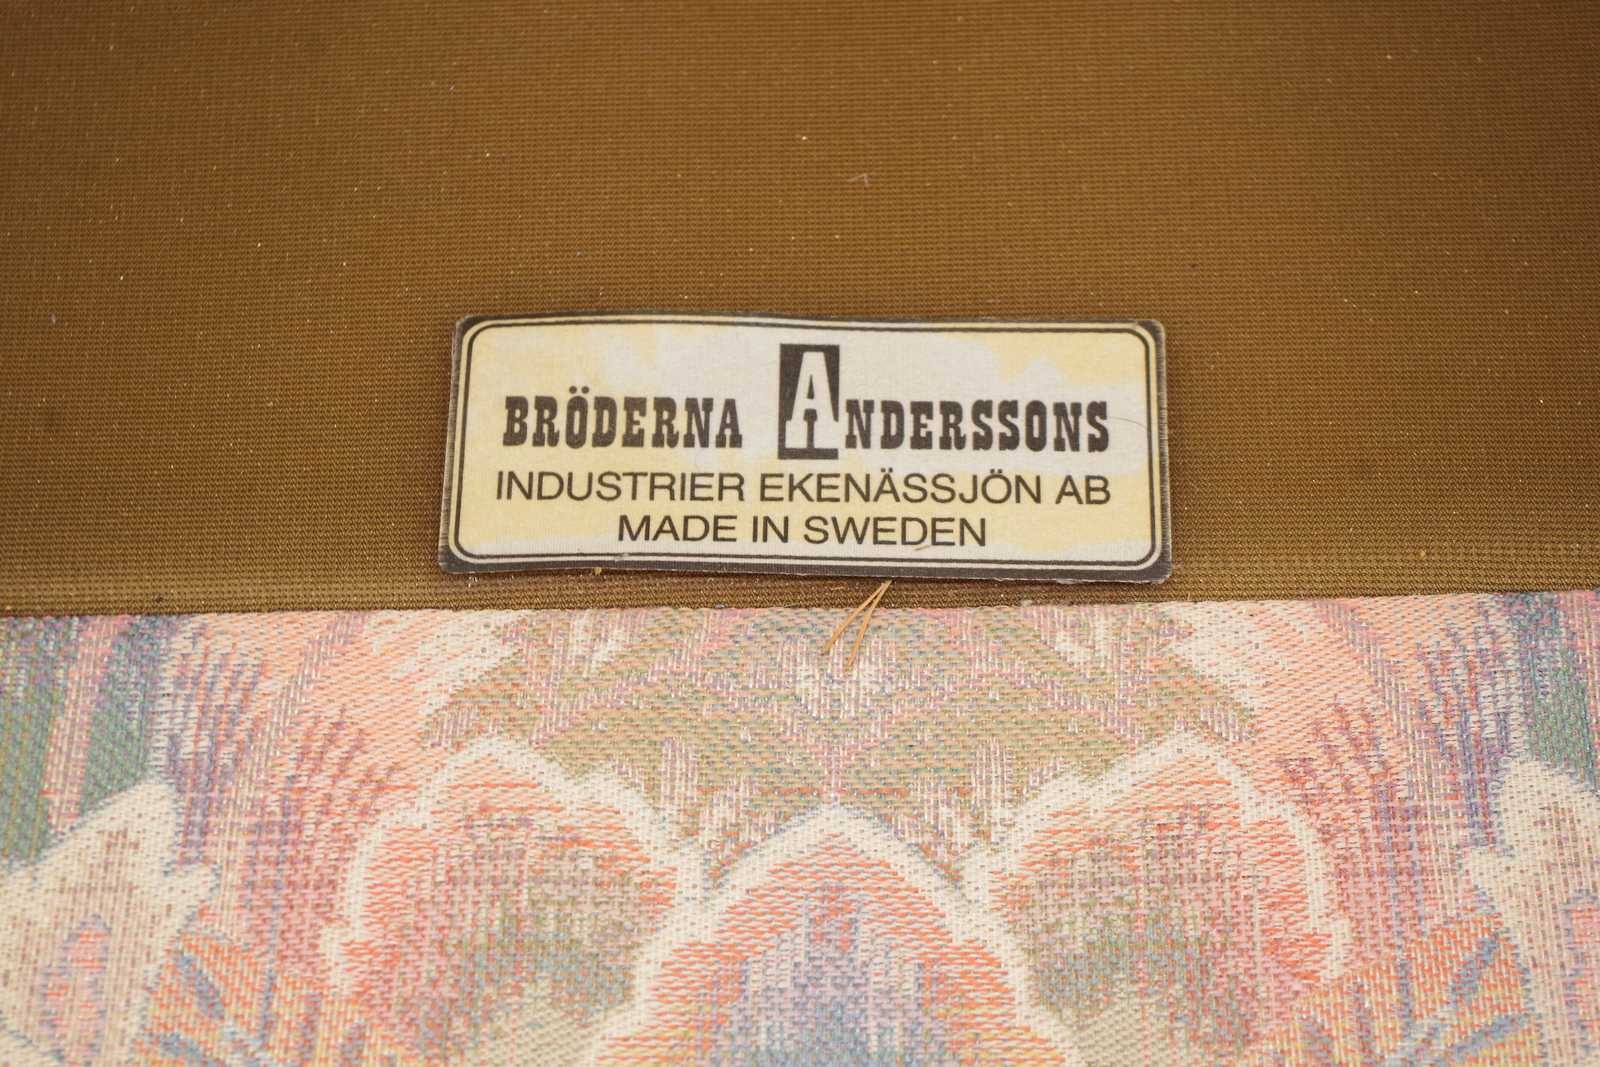 BRÖDERNA ANDERSSONS
INDUSTRIER EKENÄSSJÖN AB
MADE IN SWEDEN